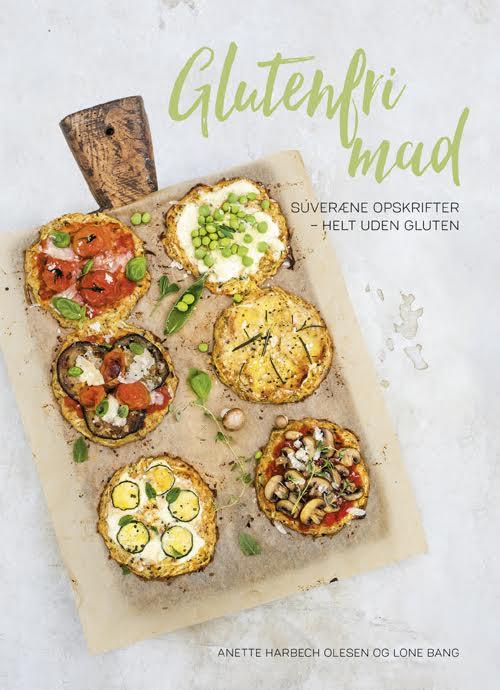 Glutenfri
mad
SUVERÆNE OPSKRIFTER
– HELT UDEN GLUTEN
ANETTE HARBECH OLESEN OG LONE BANG